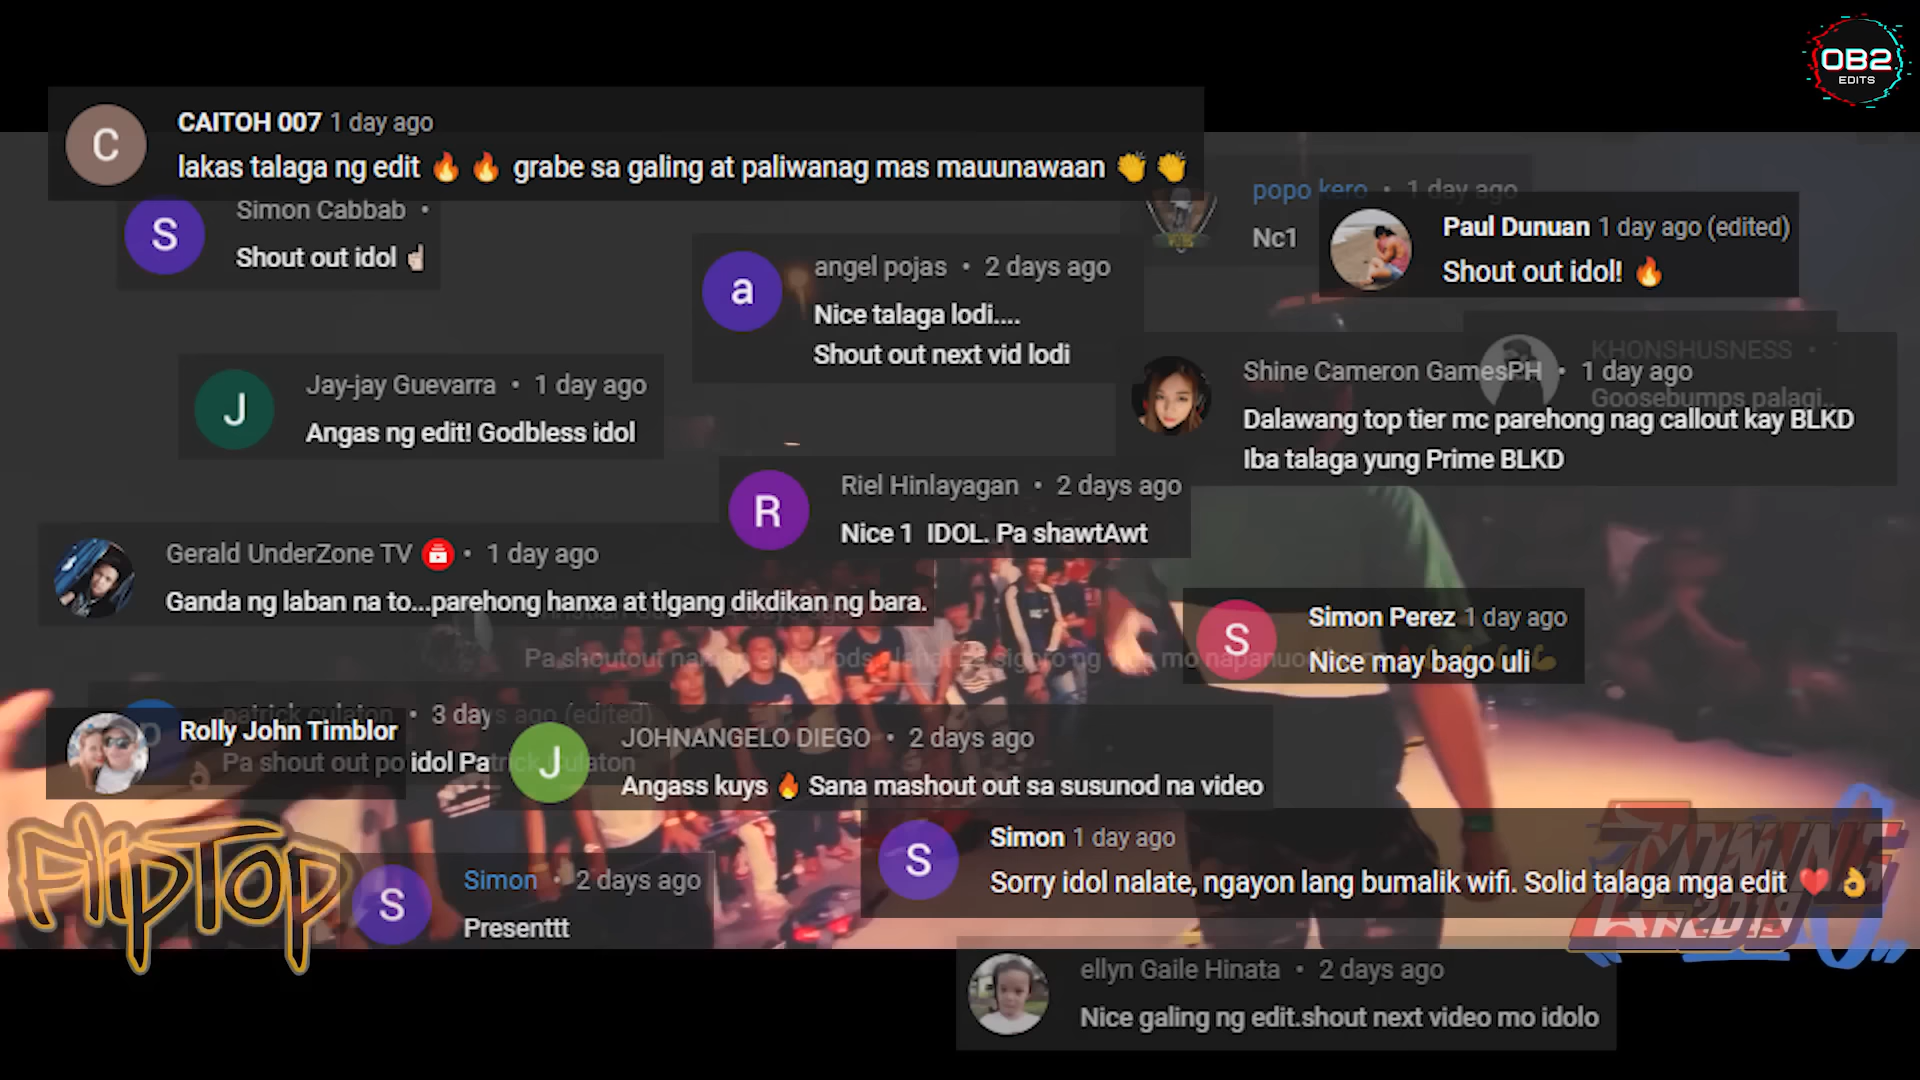 OB2
EDITS
CAITOH 007 1 day ago
lakas talaga ng edit 🔥 🔥 grabe sa galing at paliwanag mas mauunawaan 👏 👏
popo kero • 1 day ago
Nc1
Simon Cabbab •
Shout out idol ☝🏻
Paul Dunuan 1 day ago (edited)
Shout out idol! 🔥
angel pojas • 2 days ago
Nice talaga lodi....
Shout out next vid lodi
KHONSHUSNESS •
Goosebumps palagi..
Shine Cameron GamesPH • 1 day ago
Dalawang top tier mc parehong nag callout kay BLKD
Iba talaga yung Prime BLKD
Jay-jay Guevarra • 1 day ago
Angas ng edit! Godbless idol
Riel Hinlayagan • 2 days ago
Nice 1 IDOL. Pa shawtAwt
Gerald UnderZone TV • 1 day ago
Ganda ng laban na to...parehong hanxa at tlgang dikdikan ng bara.
Pa shoutout
Simon Perez 1 day ago
Nice may bago uli 💪
patrick culaton • 3 days ago (edited)
Pa shout out po idol Patrick Culaton
Rolly John Timblor
JOHNANGELO DIEGO • 2 days ago
Angass kuys 🔥 Sana mashout out sa susunod na video
Simon 1 day ago
Sorry idol nalate, ngayon lang bumalik wifi. Solid talaga mga edit ❤️ 👌
FlipTop
Simon • 2 days ago
Presenttt
2019
ellyn Gaile Hinata • 2 days ago
Nice galing ng edit.shout next video mo idolo